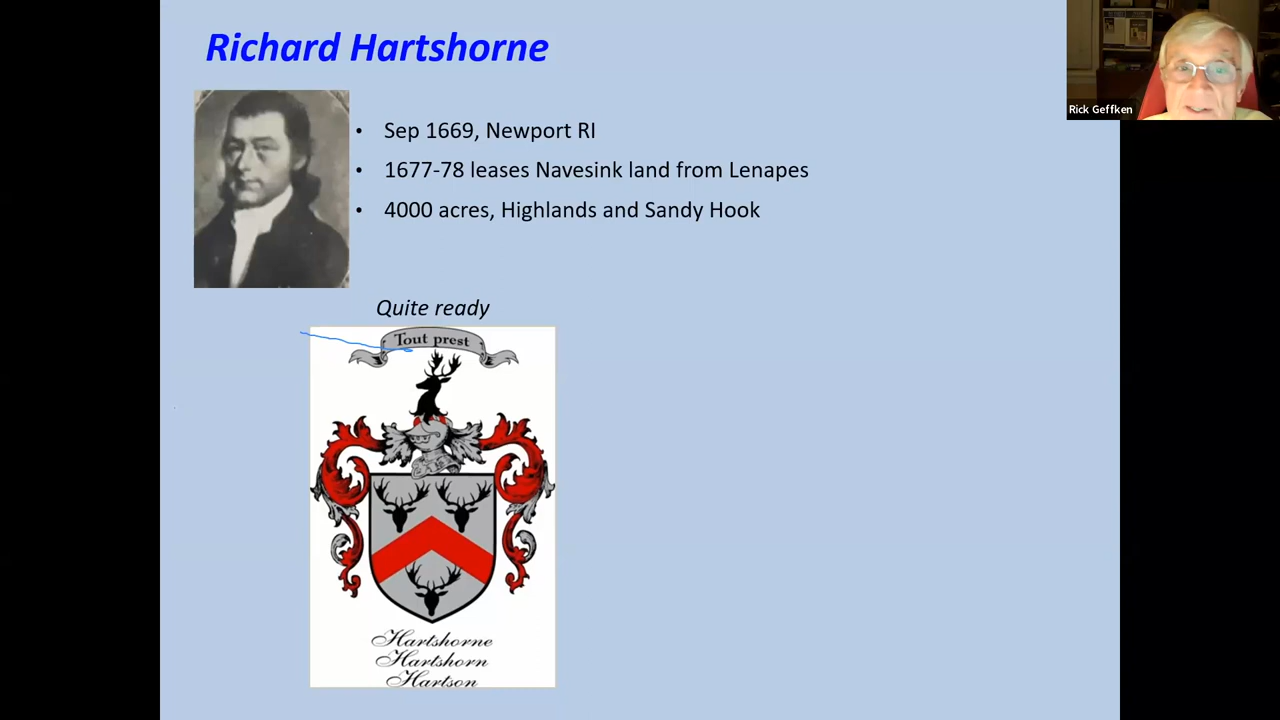 Richard Hartshorne
Rick Geffken
• Sep 1669, Newport RI
• 1677-78 leases Navesink land from Lenapes
• 4000 acres, Highlands and Sandy Hook
Quite ready
Tout prest
Hartshorne
Hartshorn
Hartson